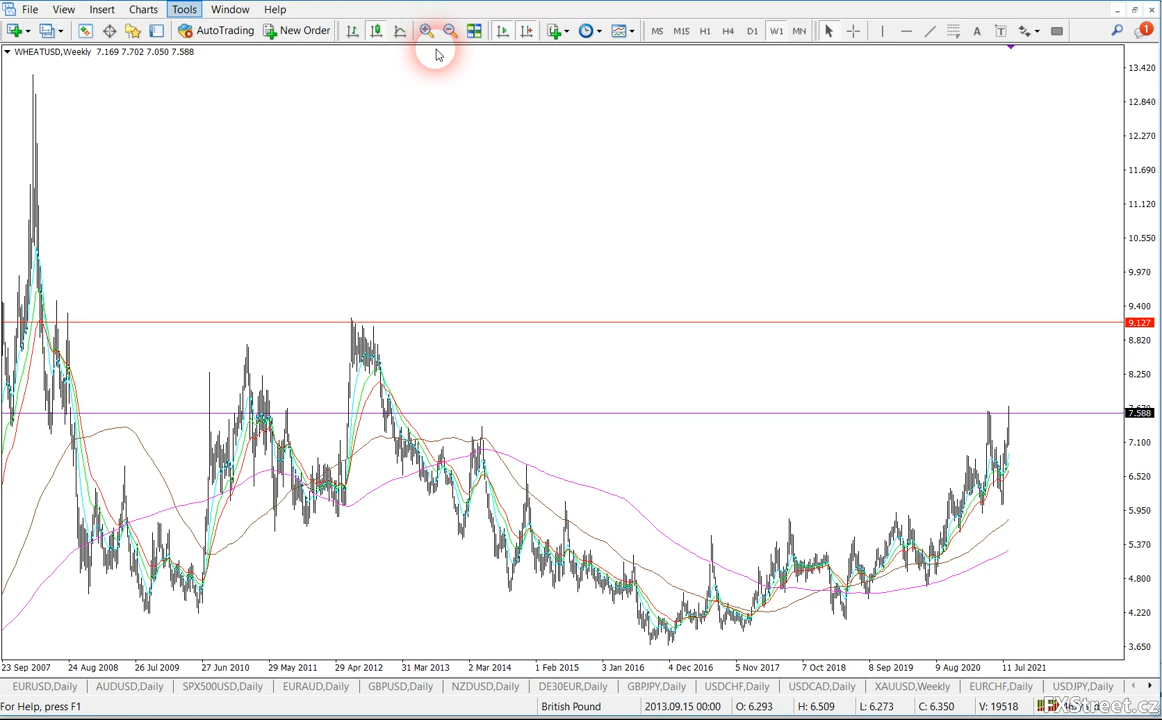 File View Insert Charts Tools Window Help
AutoTrading New Order M5 M15 H1 H4 D1 W1 MN A T 1
WHEATUSD,Weekly 7.169 7.702 7.050 7.588
13.420
12.840
12.270
11.690
11.120
10.550
9.970
9.400
9.127
8.820
8.250
7.588
7.100
6.520
5.950
5.370
4.800
4.220
3.650
23 Sep 2007 24 Aug 2008 26 Jul 2009 27 Jun 2010 29 May 2011 29 Apr 2012 31 Mar 2013 2 Mar 2014 1 Feb 2015 3 Jan 2016 4 Dec 2016 5 Nov 2017 7 Oct 2018 8 Sep 2019 9 Aug 2020 11 Jul 2021
EURUSD,Daily AUDUSD,Daily SPX500USD,Daily EURAUD,Daily GBPUSD,Daily NZDUSD,Daily DE30EUR,Daily GBPJPY,Daily USDCHF,Daily USDCAD,Daily XAUUSD,Weekly EURCHF,Daily USDJPY,Daily
For Help, press F1 British Pound 2013.09.15 00:00 O: 6.293 H: 6.509 L: 6.273 C: 6.350 V: 19518
FXStreet.cz